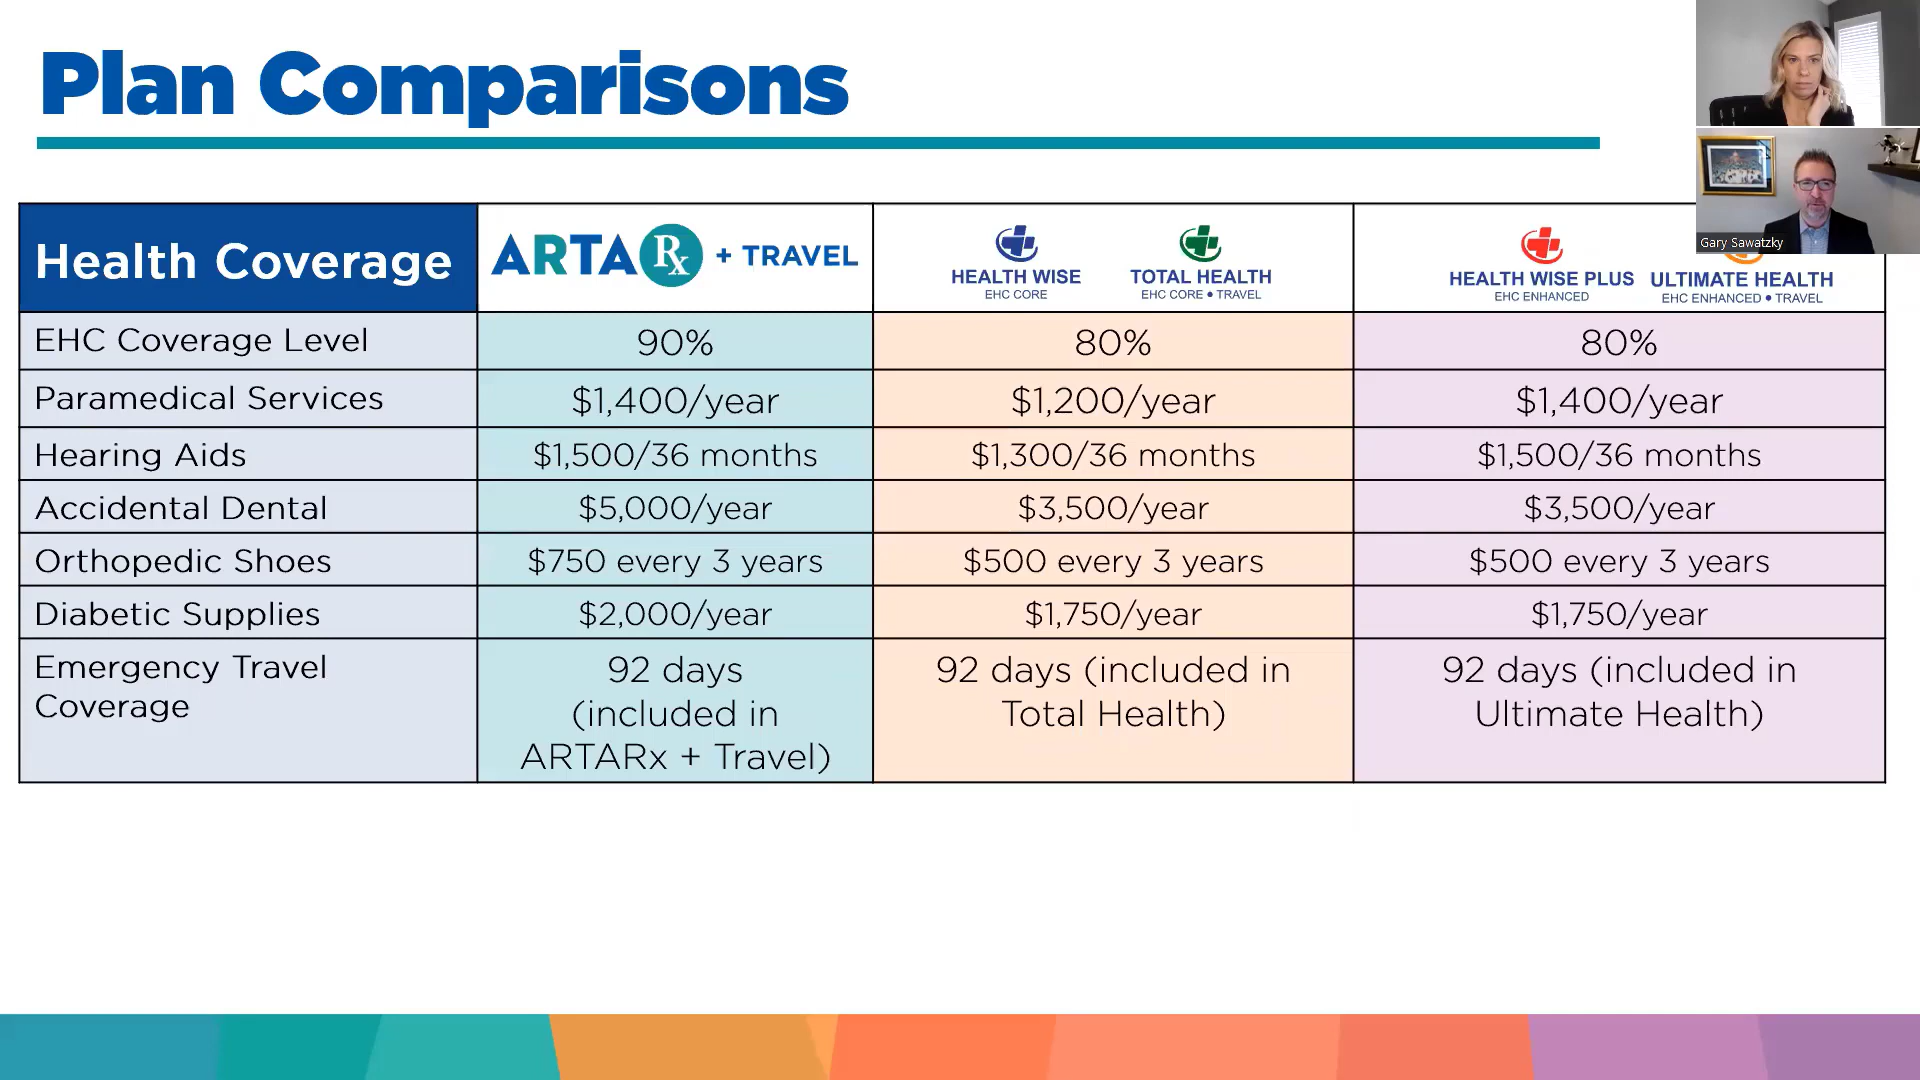 Plan Comparisons
Gary Sawatzky
Health Coverage
ARTA Rx + TRAVEL
HEALTH WISE
EHC CORE
TOTAL HEALTH
EHC CORE • TRAVEL
HEALTH WISE PLUS
EHC ENHANCED
ULTIMATE HEALTH
EHC ENHANCED • TRAVEL
EHC Coverage Level
90%
80%
80%
Paramedical Services
$1,400/year
$1,200/year
$1,400/year
Hearing Aids
$1,500/36 months
$1,300/36 months
$1,500/36 months
Accidental Dental
$5,000/year
$3,500/year
$3,500/year
Orthopedic Shoes
$750 every 3 years
$500 every 3 years
$500 every 3 years
Diabetic Supplies
$2,000/year
$1,750/year
$1,750/year
Emergency Travel
Coverage
92 days
(included in
ARTARx + Travel)
92 days (included in
Total Health)
92 days (included in
Ultimate Health)